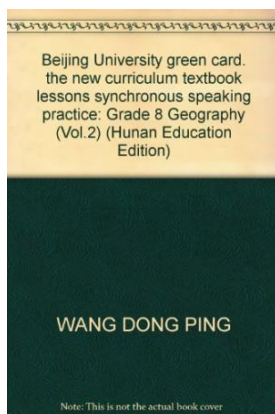 Beijing University green card.
the new curriculum textbook
lessons synchronous speaking
practice: Grade 8 Geography
(Vol.2) (Hunan Education
Edition)
WANG DONG PING
Note: This is not the actual book cover